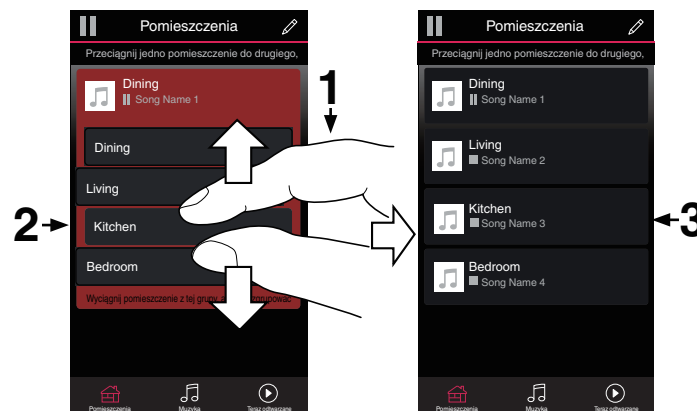 Pomieszczenia
Przeciągnij jedno pomieszczenie do drugiego,
Dining
Song Name 1
Dining
Living
Kitchen
Bedroom
Wyciągnij pomieszczenie z tej grupy,
Pomieszczenia
Muzyka
Teraz odtwarzane
1
2
Pomieszczenia
Przeciągnij jedno pomieszczenie do drugiego,
Dining
Song Name 1
Living
Song Name 2
Kitchen
Song Name 3
Bedroom
Song Name 4
Pomieszczenia
Muzyka
Teraz odtwarzane
3